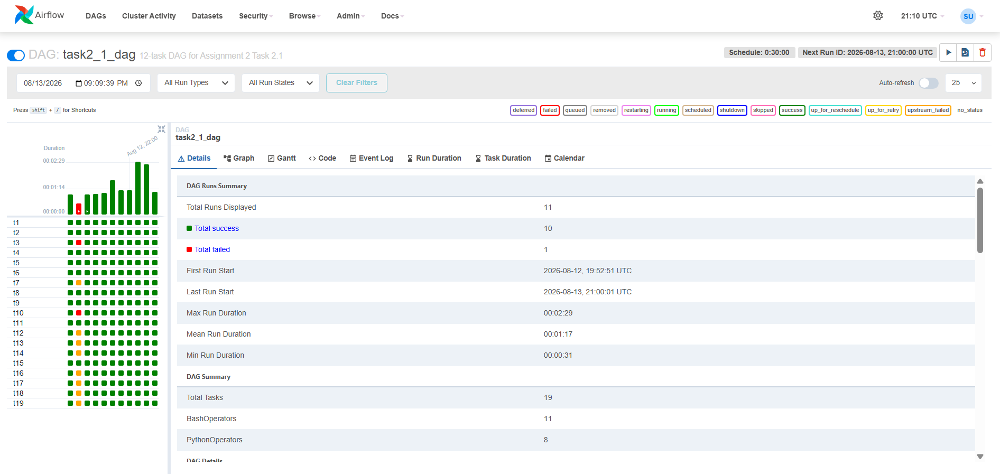 Airflow DAGs Cluster Activity Datasets Security Browse Admin Docs 21:10 UTC SU
DAG: task2_1_dag 12-task DAG for Assignment 2 Task 2.1 Schedule: 0:30:00 Next Run ID: 2026-08-13, 21:00:00 UTC
08/13/2026 09:09:39 PM All Run Types All Run States Clear Filters Auto-refresh 25
Press shift + / for Shortcuts deferred failed queued removed restarting running scheduled shutdown skipped success up_for_reschedule up_for_retry upstream_failed no_status
Duration
00:02:29
00:01:14
00:00:00
Aug 12, 22:00
t1
t2
t3
t4
t5
t6
t7
t8
t9
t10
t11
t12
t13
t14
t15
t16
t17
t18
t19
DAG
task2_1_dag
Details Graph Gantt Code Event Log Run Duration Task Duration Calendar
DAG Runs Summary
Total Runs Displayed 11
Total success 10
Total failed 1
First Run Start 2026-08-12, 19:52:51 UTC
Last Run Start 2026-08-13, 21:00:01 UTC
Max Run Duration 00:02:29
Mean Run Duration 00:01:17
Min Run Duration 00:00:31
DAG Summary
Total Tasks 19
BashOperators 11
PythonOperators 8
DAG Details